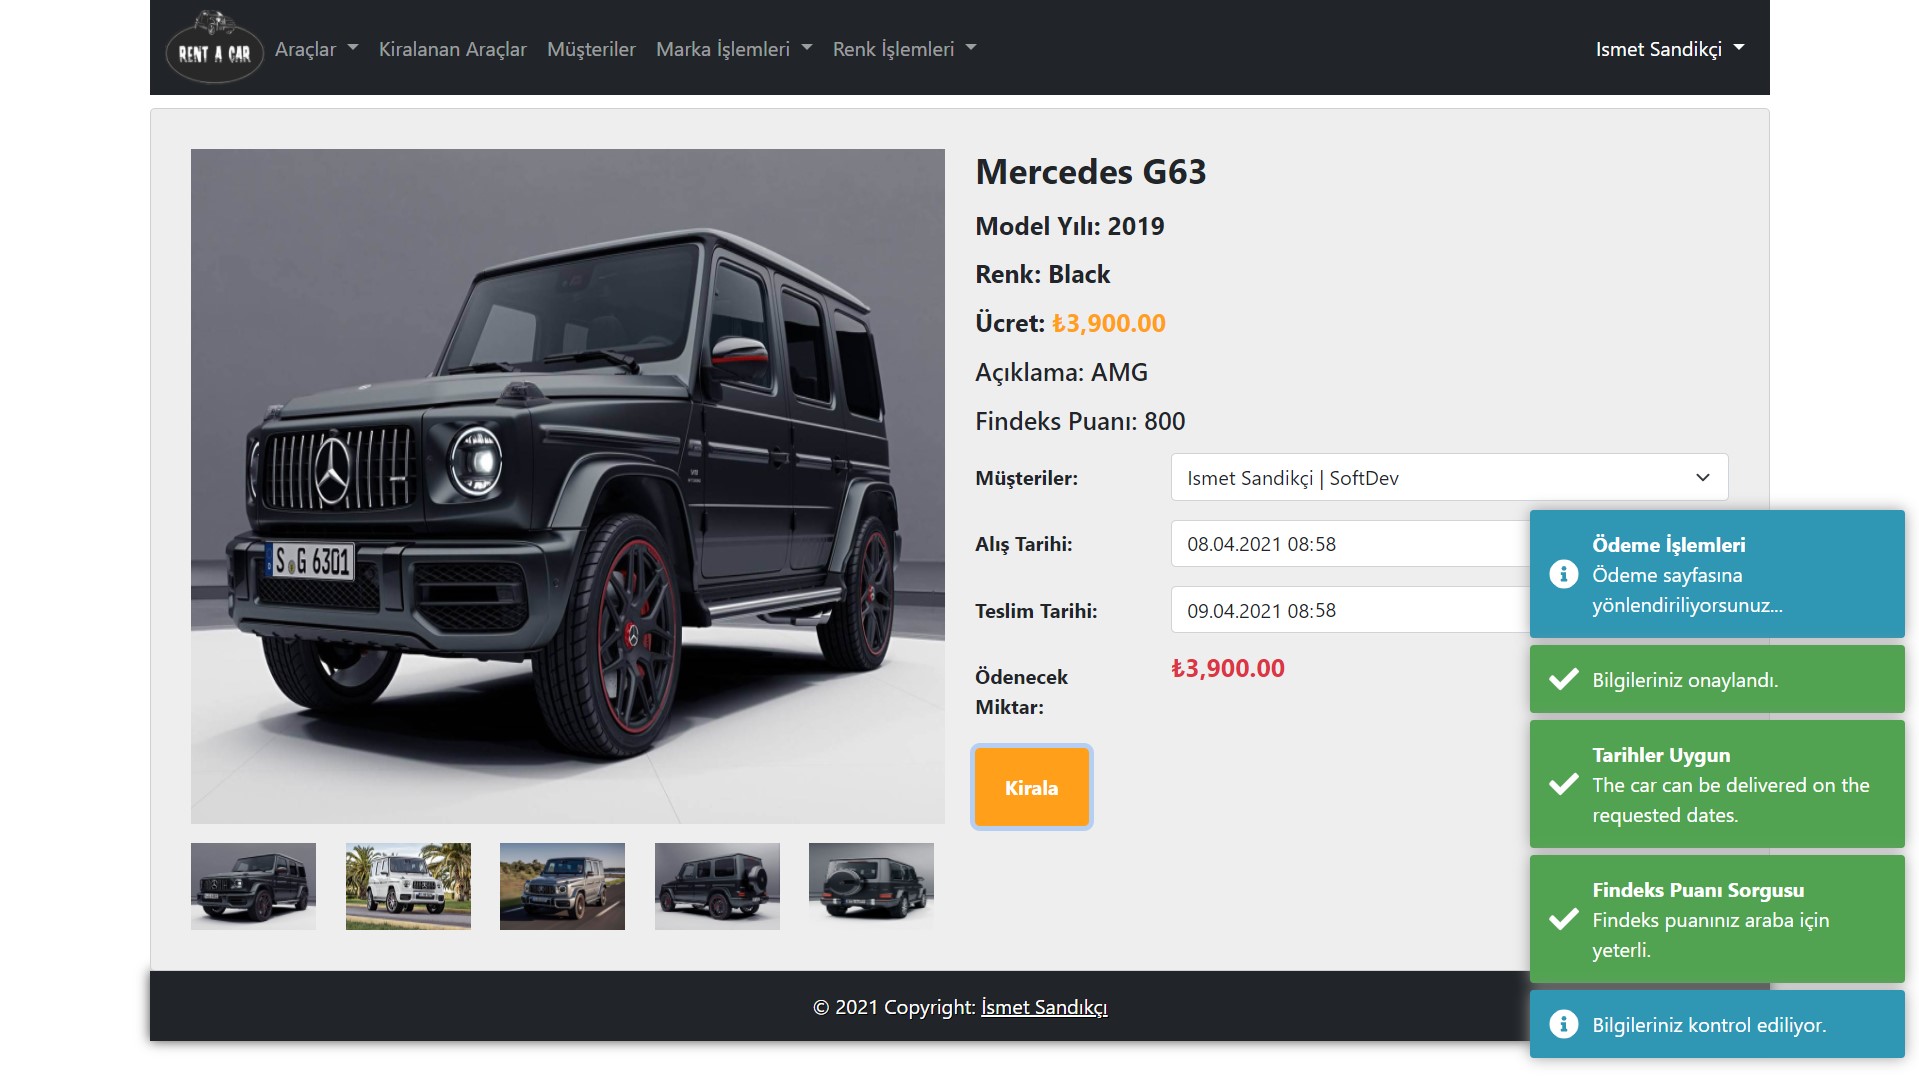 RENT A CAR
Araçlar
Kiralanan Araçlar
Müşteriler
Marka İşlemleri
Renk İşlemleri
Ismet Sandikçi
S G 6301
Mercedes G63
Model Yılı: 2019
Renk: Black
Ücret: ₺3,900.00
Açıklama: AMG
Findeks Puanı: 800
Müşteriler:
Ismet Sandikçi | SoftDev
Alış Tarihi:
08.04.2021 08:58
Teslim Tarihi:
09.04.2021 08:58
Ödenecek
Miktar:
₺3,900.00
Kirala
Ödeme İşlemleri
Ödeme sayfasına
yönlendiriliyorsunuz...
Bilgileriniz onaylandı.
Tarihler Uygun
The car can be delivered on the
requested dates.
Findeks Puanı Sorgusu
Findeks puanınız araba için
yeterli.
Bilgileriniz kontrol ediliyor.
© 2021 Copyright: İsmet Sandıkçı